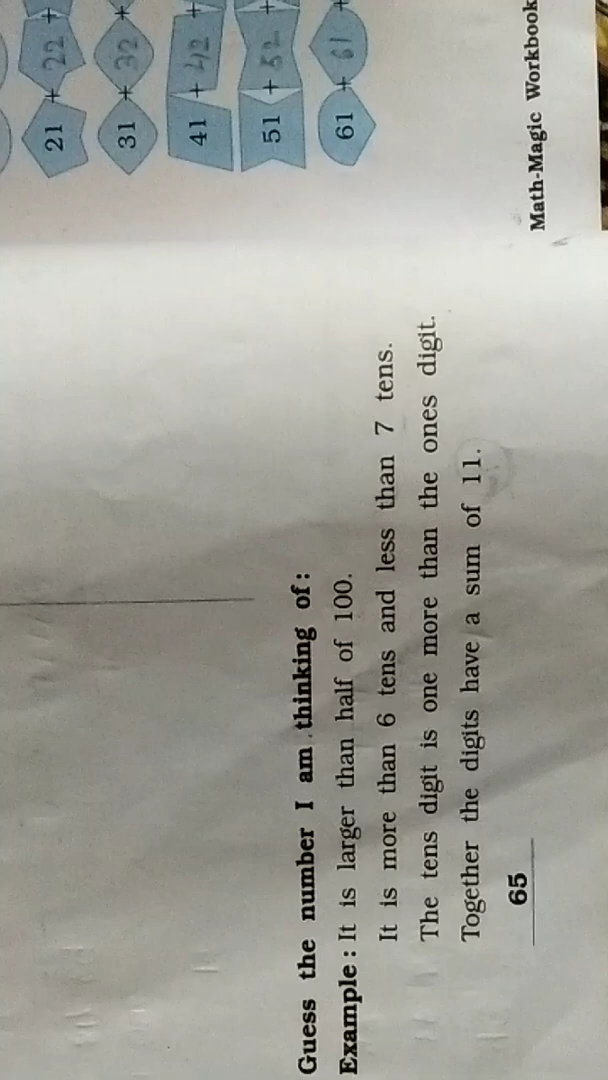 21 + 22 +
31 + 32 +
41 + 42 +
51 + 52 +
61 + 61 +
Math-Magic Workbook
Guess the number I am thinking of:
Example : It is larger than half of 100.
It is more than 6 tens and less than 7 tens.
The tens digit is one more than the ones digit.
Together the digits have a sum of 11.
65